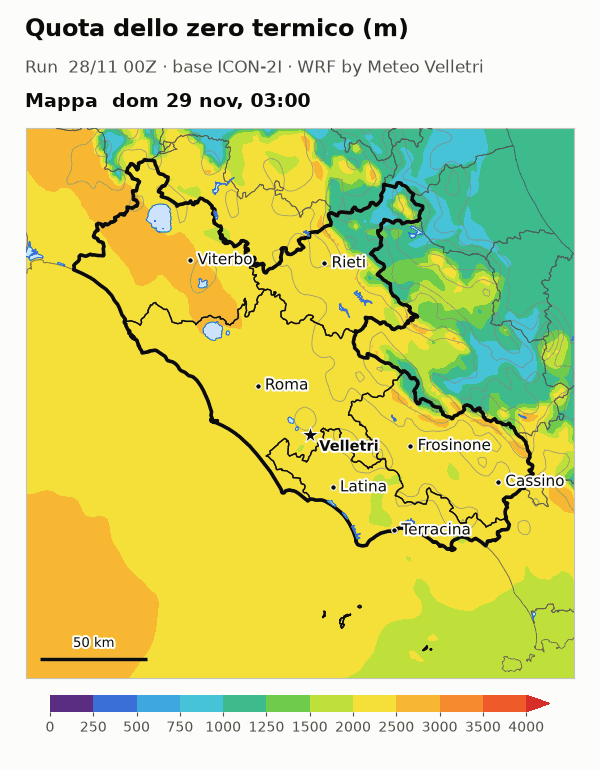 Quota dello zero termico (m)
Run 28/11 00Z · base ICON-2I · WRF by Meteo Velletri
Mappa dom 29 nov, 03:00
Viterbo
Rieti
Roma
Velletri
Frosinone
Latina
Cassino
Terracina
50 km
0 250 500 750 1000 1250 1500 2000 2500 3000 3500 4000